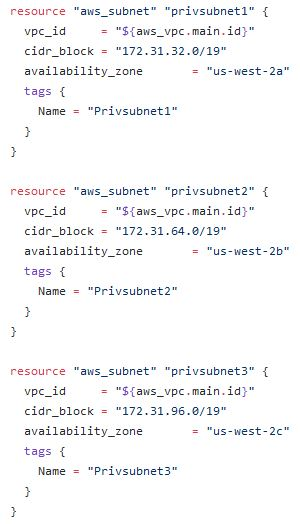 resource "aws_subnet" "privsubnet1" {
  vpc_id     = "${aws_vpc.main.id}"
  cidr_block = "172.31.32.0/19"
  availability_zone       = "us-west-2a"
  tags {
    Name = "Privsubnet1"
  }
}

resource "aws_subnet" "privsubnet2" {
  vpc_id     = "${aws_vpc.main.id}"
  cidr_block = "172.31.64.0/19"
  availability_zone       = "us-west-2b"
  tags {
    Name = "Privsubnet2"
  }
}

resource "aws_subnet" "privsubnet3" {
  vpc_id     = "${aws_vpc.main.id}"
  cidr_block = "172.31.96.0/19"
  availability_zone       = "us-west-2c"
  tags {
    Name = "Privsubnet3"
  }
}